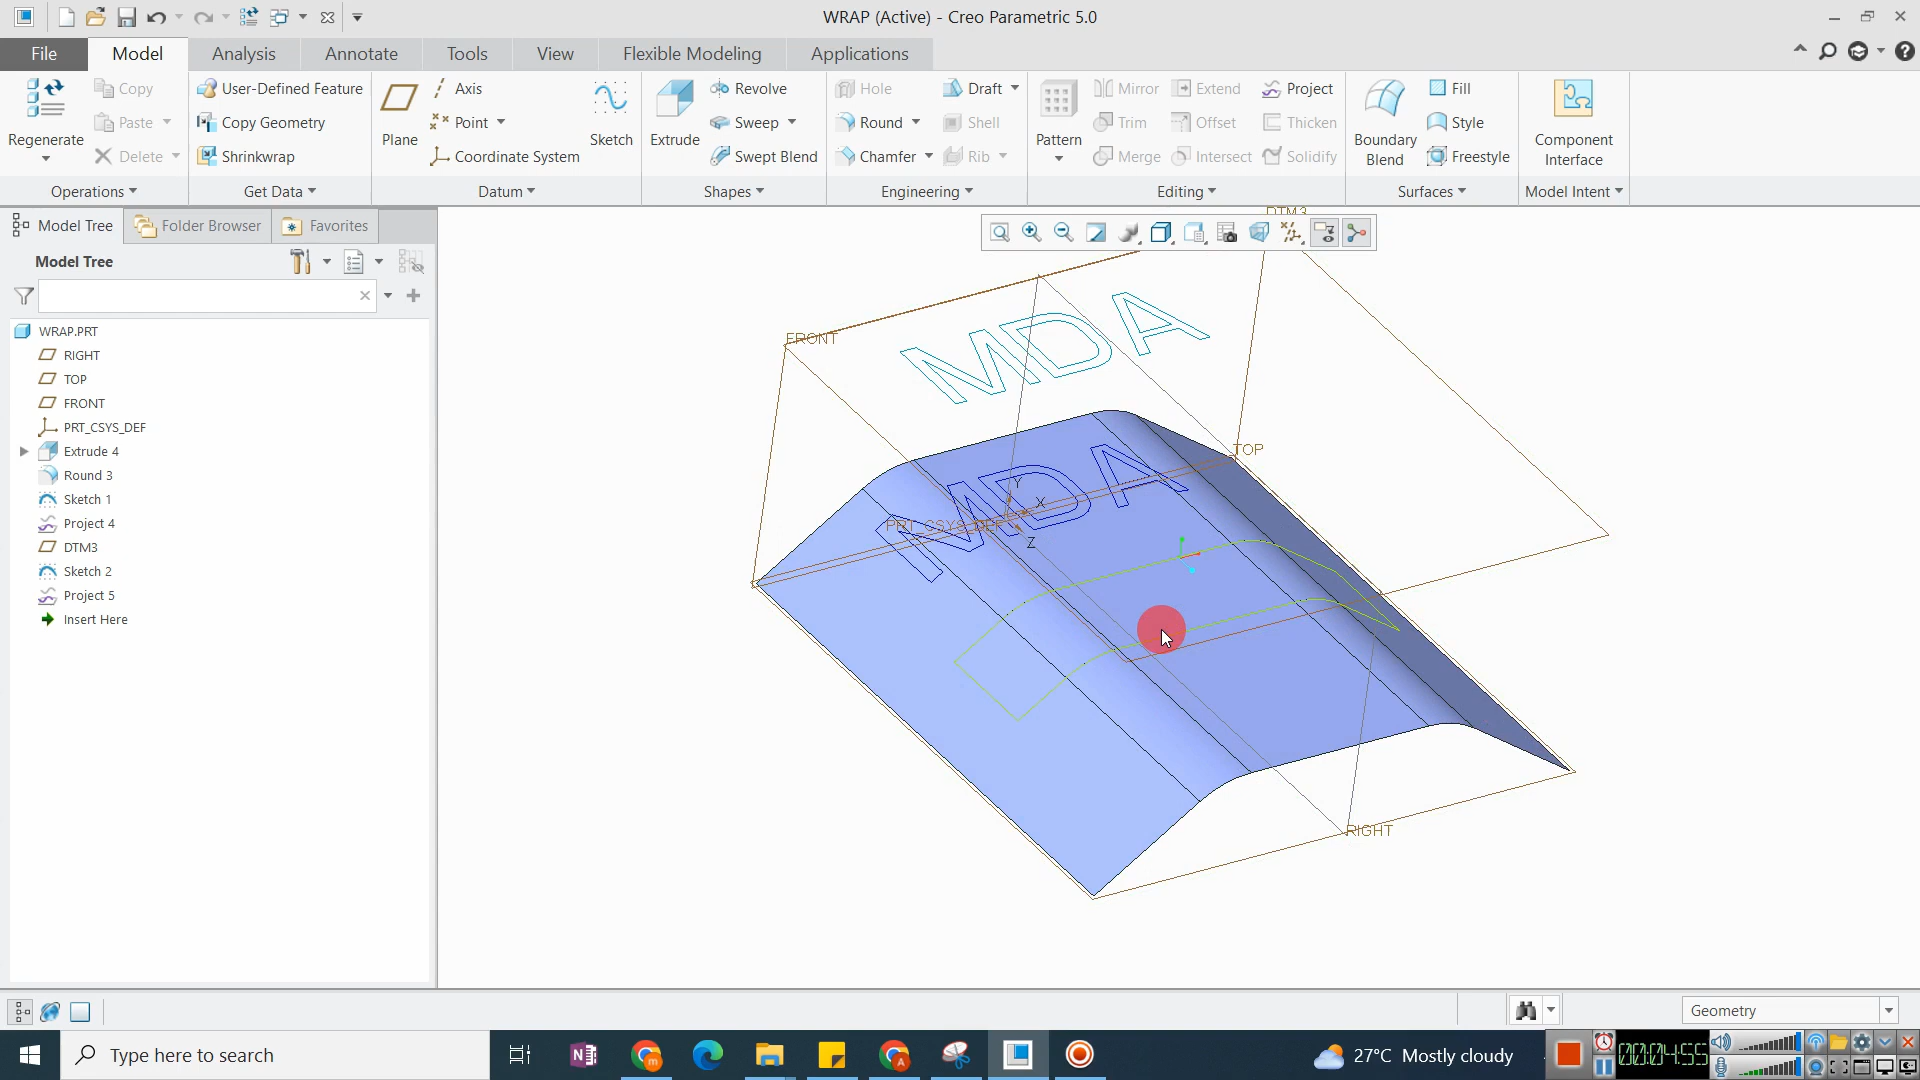 WRAP (Active) - Creo Parametric 5.0
File Model Analysis Annotate Tools View Flexible Modeling Applications
Regenerate
Copy
Paste
Delete
Operations
User-Defined Feature
Copy Geometry
Shrinkwrap
Get Data
Plane
Axis
Point
Coordinate System
Sketch
Datum
Extrude
Revolve
Sweep
Swept Blend
Shapes
Hole
Round
Chamfer
Draft
Shell
Rib
Engineering
Pattern
Mirror
Trim
Merge
Extend
Offset
Intersect
Project
Thicken
Solidify
Editing
Boundary
Blend
Fill
Style
Freestyle
Surfaces
Component
Interface
Model Intent
Model Tree Folder Browser Favorites
Model Tree
WRAP.PRT
RIGHT
TOP
FRONT
PRT_CSYS_DEF
Extrude 4
Round 3
Sketch 1
Project 4
DTM3
Sketch 2
Project 5
Insert Here
DTM3
FRONT
MDA
TOP
MDA
Y
X
PRT_CSYS_DEF
Z
RIGHT
Geometry
Type here to search
27°C Mostly cloudy
00:04:55